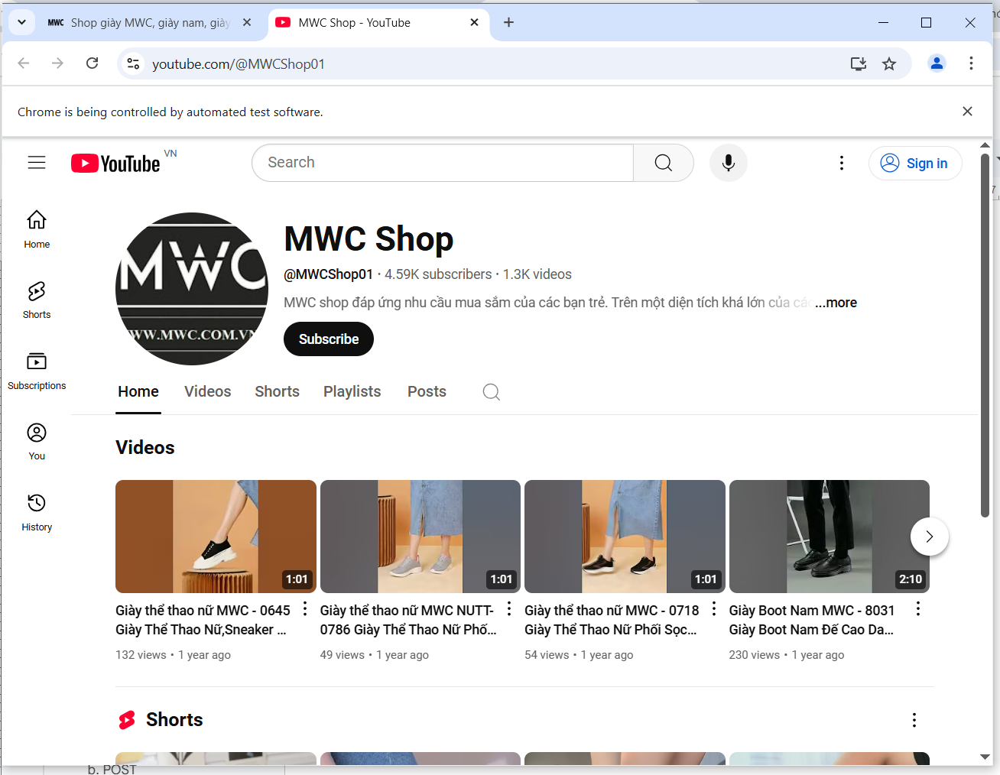 MWC Shop giày MWC, giày nam, giày
MWC Shop - YouTube
youtube.com/@MWCShop01
Chrome is being controlled by automated test software.
YouTube VN
Search
Sign in
Home
Shorts
Subscriptions
You
History
MWC
WW.MWC.COM.VN
MWC Shop
@MWCShop01 · 4.59K subscribers · 1.3K videos
MWC shop đáp ứng nhu cầu mua sắm của các bạn trẻ. Trên một diện tích khá lớn của các ...more
Subscribe
Home Videos Shorts Playlists Posts
Videos
1:01
1:01
1:01
2:10
Giày thể thao nữ MWC - 0645
Giày Thể Thao Nữ,Sneaker ...
132 views • 1 year ago
Giày thể thao nữ MWC NUTT-
0786 Giày Thể Thao Nữ Phố...
49 views • 1 year ago
Giày thể thao nữ MWC - 0718
Giày Thể Thao Nữ Phối Sọc...
54 views • 1 year ago
Giày Boot Nam MWC - 8031
Giày Boot Nam Đế Cao Da...
230 views • 1 year ago
Shorts
b. POST